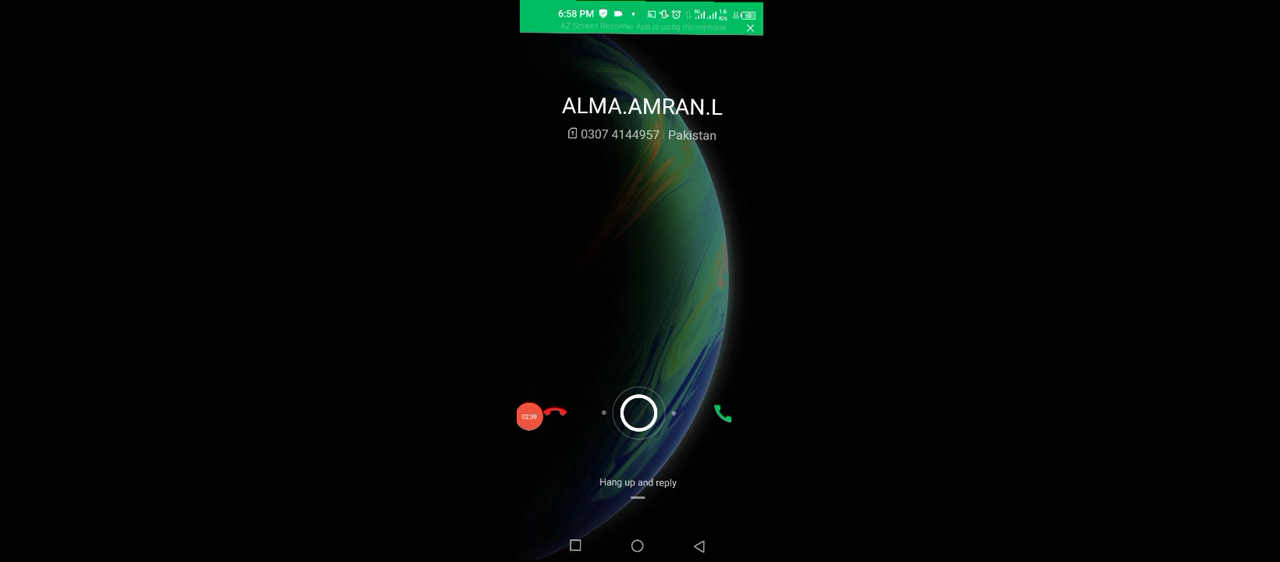 6:58 PM
AZ Screen Recorder App is using microphone
ALMA.AMRAN.L
0307 4144957 | Pakistan
02:39
Hang up and reply